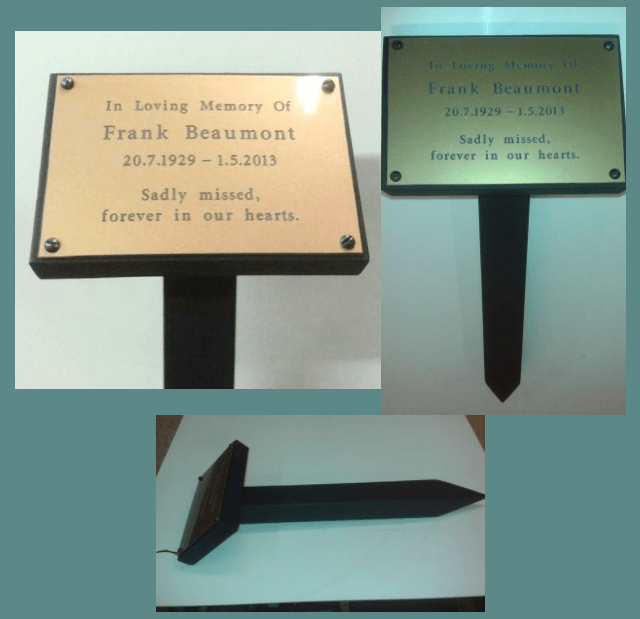 In Loving Memory Of
Frank Beaumont
20.7.1929 – 1.5.2013
Sadly missed,
forever in our hearts.
In Loving Memory Of
Frank Beaumont
20.7.1929 – 1.5.2013
Sadly missed,
forever in our hearts.